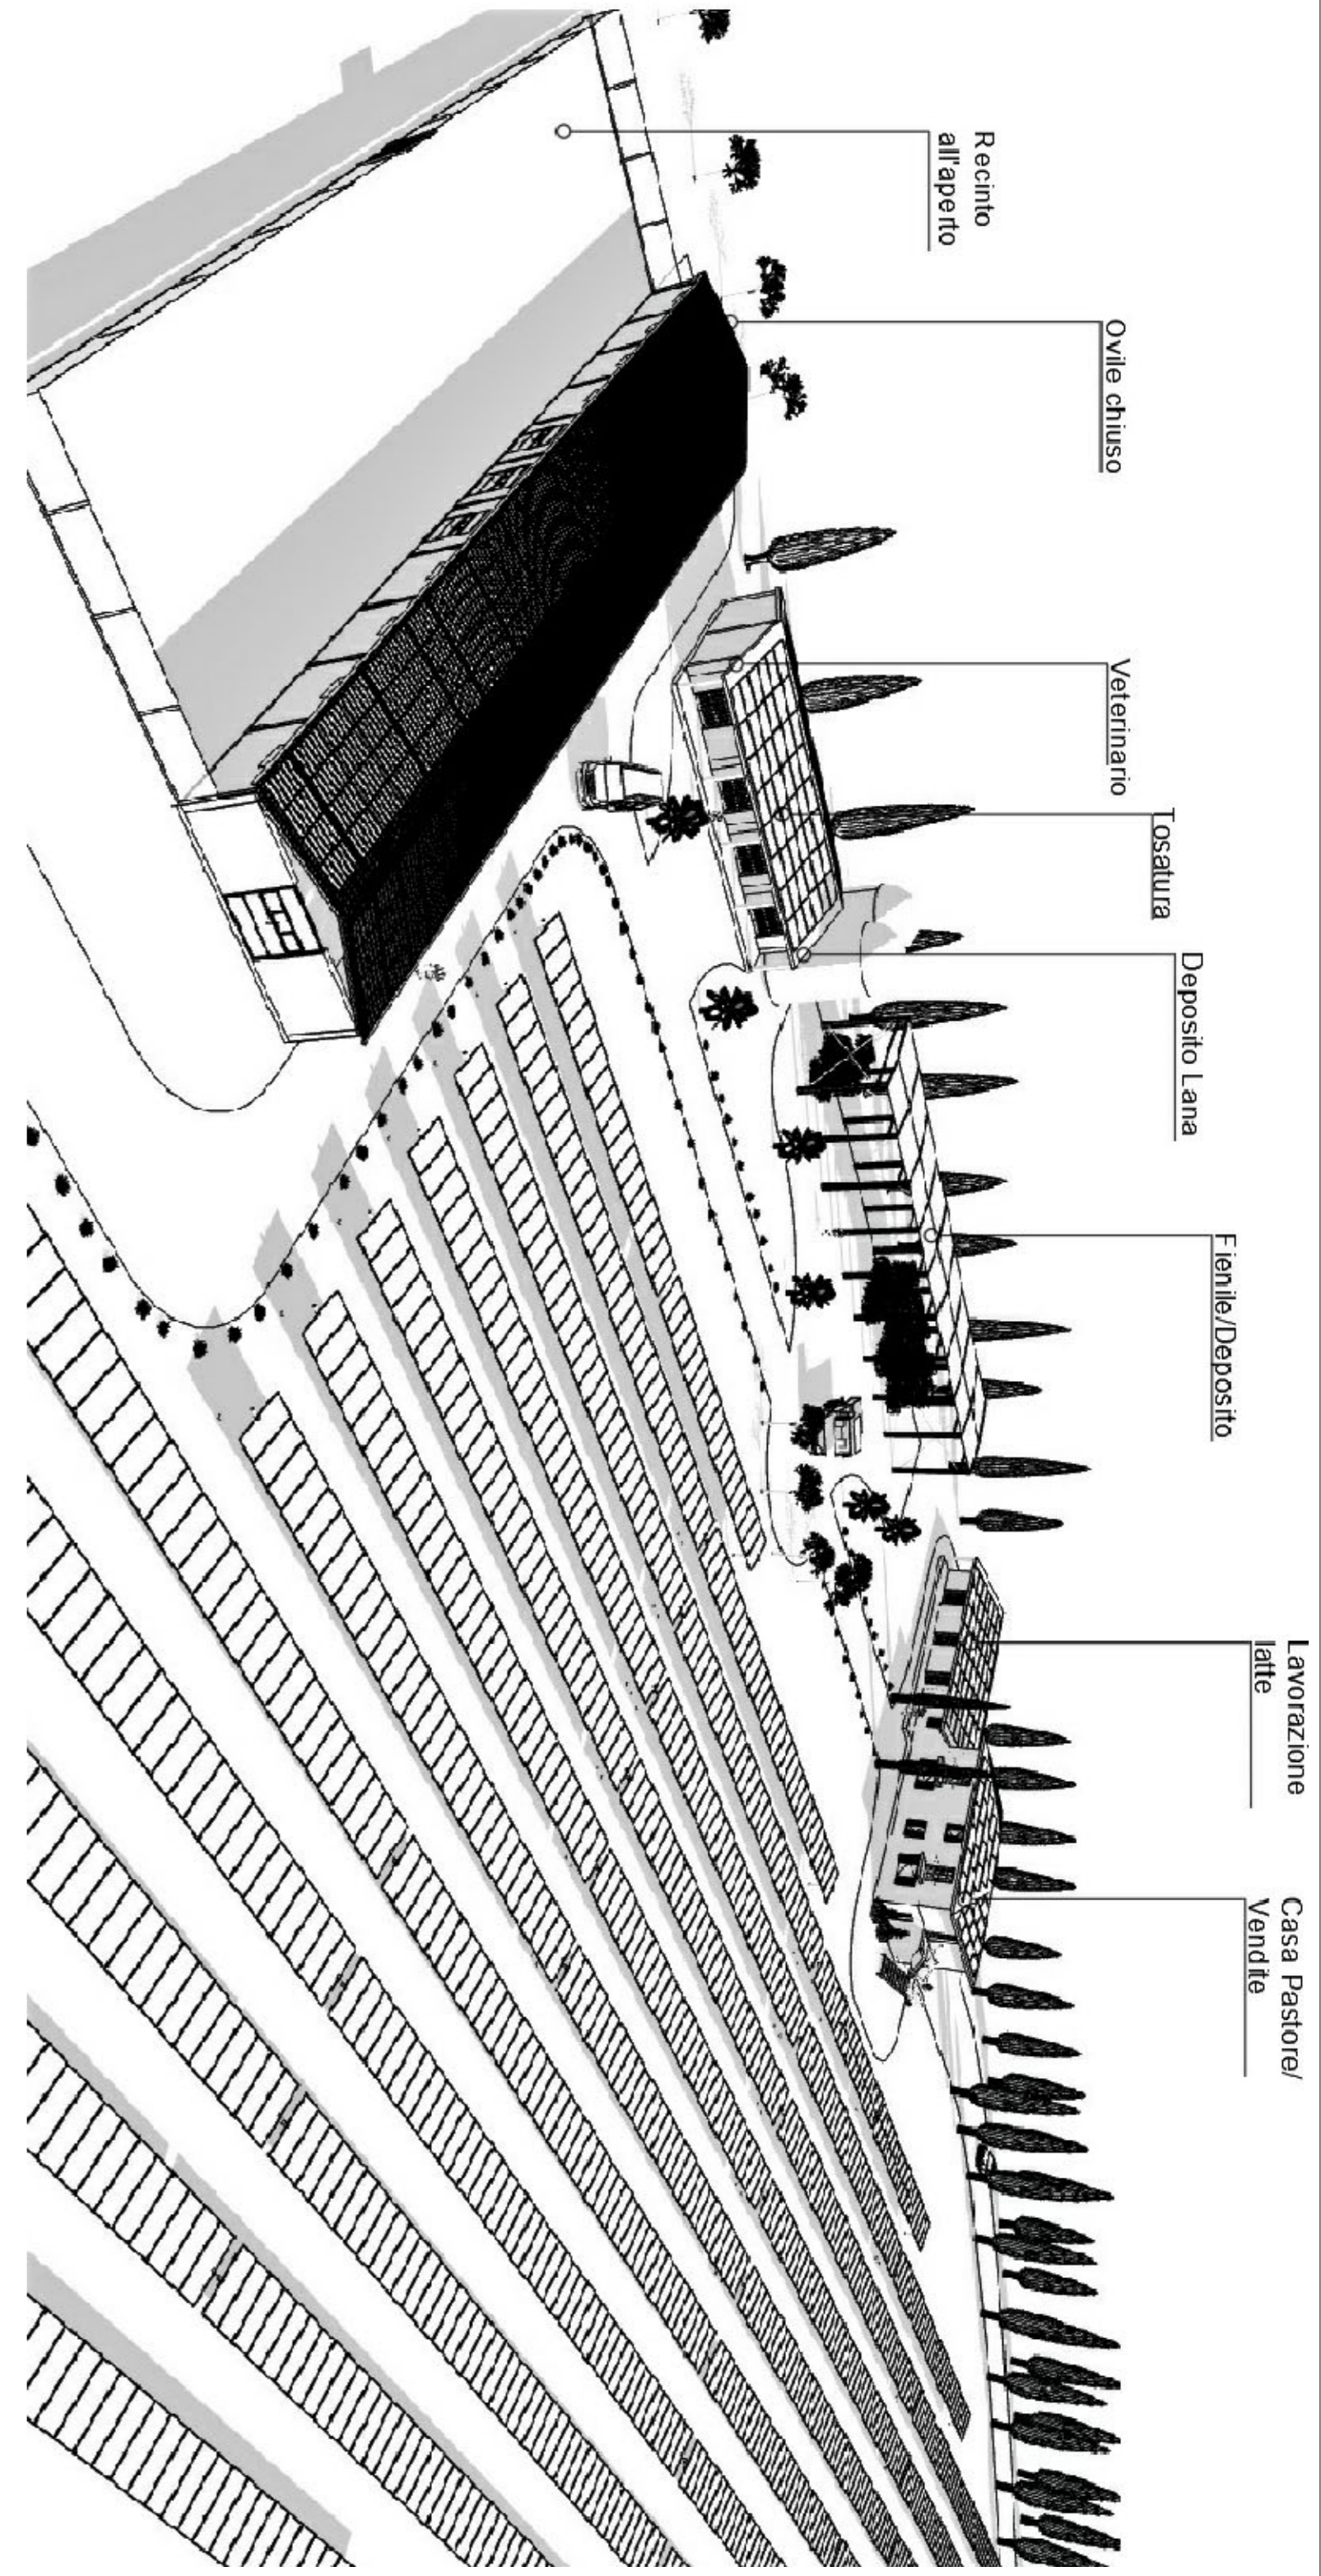 Recinto
all'aperto
Ovile chiuso
Veterinario
Tosatura
Deposito Lana
Fienile/Deposito
Lavorazione
latte
Casa Pastore/
Vendite